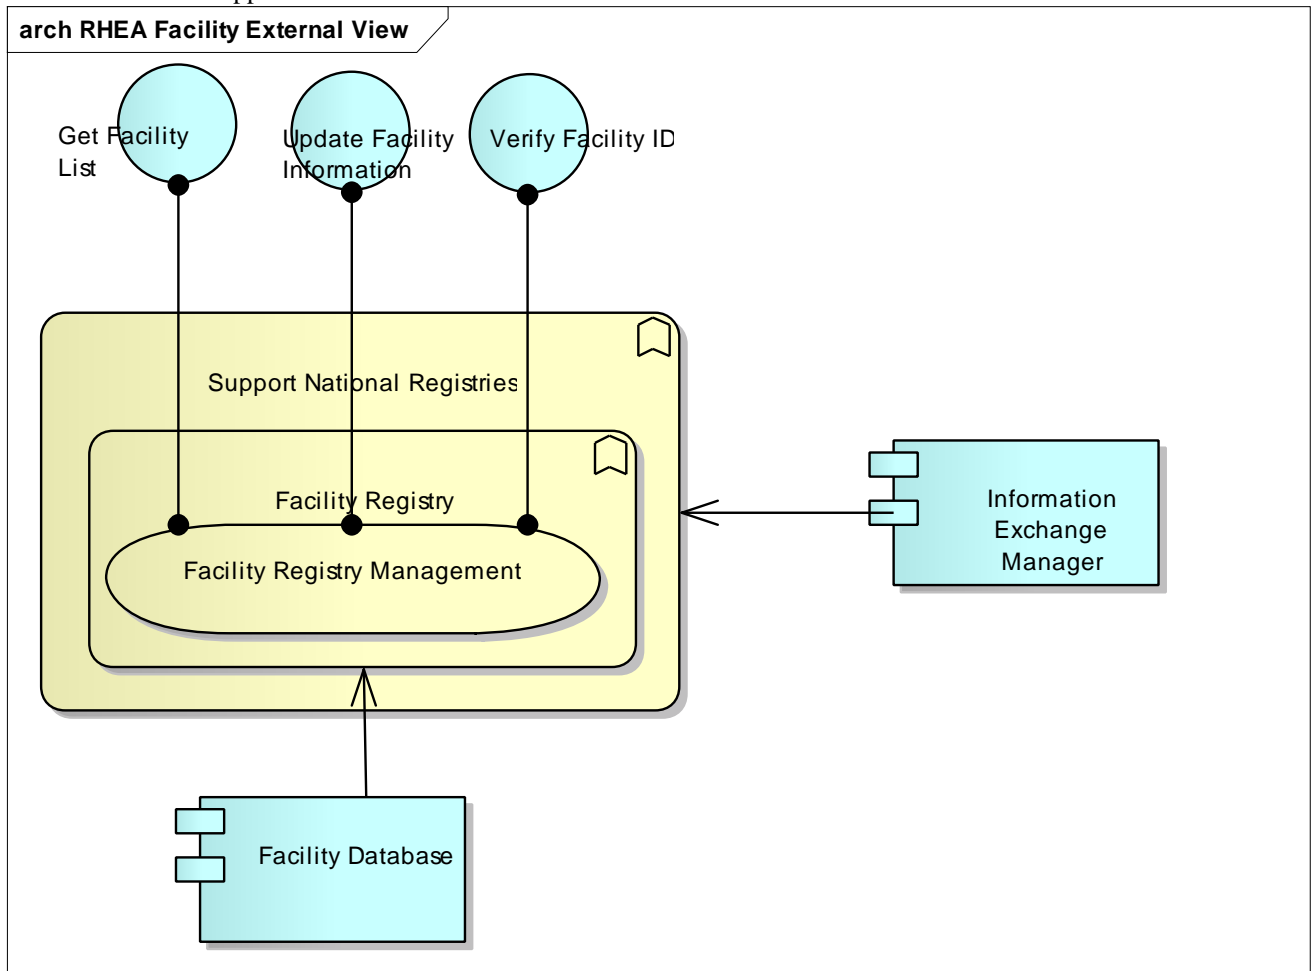 arch RHEA Facility External View
Get Facility
List
Update Facility
Information
Verify Facility ID
Support National Registries
Facility Registry
Facility Registry Management
Information
Exchange
Manager
Facility Database